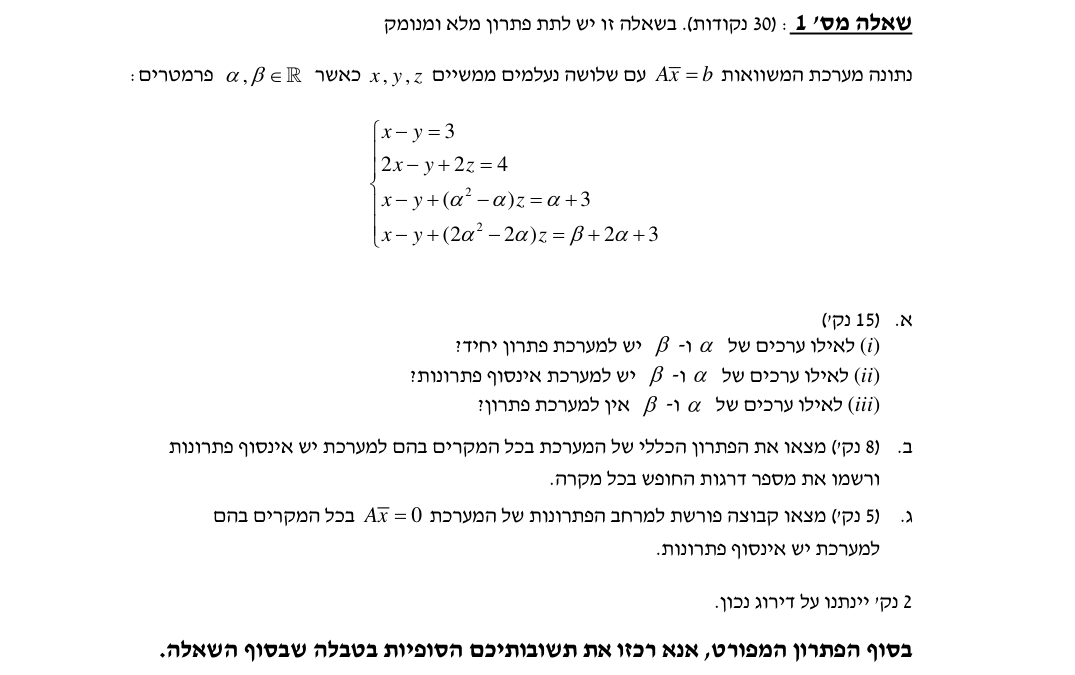 שאלה מס׳ 1 : (30 נקודות). בשאלה זו יש לתת פתרון מלא ומנומק
נתונה מערכת המשוואות Ax̅ = b עם שלושה נעלמים ממשיים x, y, z כאשר α, β ∈ ℝ פרמטרים :
x − y = 3
2x − y + 2z = 4
x − y + (α² − α)z = α + 3
x − y + (2α² − 2α)z = β + 2α + 3
א. (15 נק׳)
(i) לאילו ערכים של α ו- β יש למערכת פתרון יחיד?
(ii) לאילו ערכים של α ו- β יש למערכת אינסוף פתרונות?
(iii) לאילו ערכים של α ו- β אין למערכת פתרון?
ב. (8 נק׳) מצאו את הפתרון הכללי של המערכת בכל המקרים בהם למערכת יש אינסוף פתרונות
ורשמו את מספר דרגות החופש בכל מקרה.
ג. (5 נק׳) מצאו קבוצה פורשת למרחב הפתרונות של המערכת Ax̅ = 0 בכל המקרים בהם
למערכת יש אינסוף פתרונות.
2 נק׳ יינתנו על דירוג נכון.
בסוף הפתרון המפורט, אנא רכזו את תשובותיכם הסופיות בטבלה שבסוף השאלה.